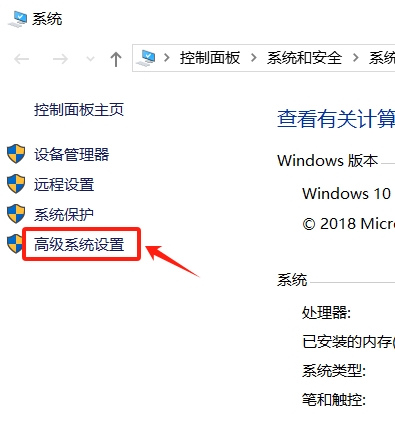 系统
控制面板 > 系统和安全 > 系统
控制面板主页
设备管理器
远程设置
系统保护
高级系统设置
查看有关计算
Windows 版本
Windows 10
© 2018 Micr
系统
处理器:
已安装的内存(
系统类型:
笔和触控: